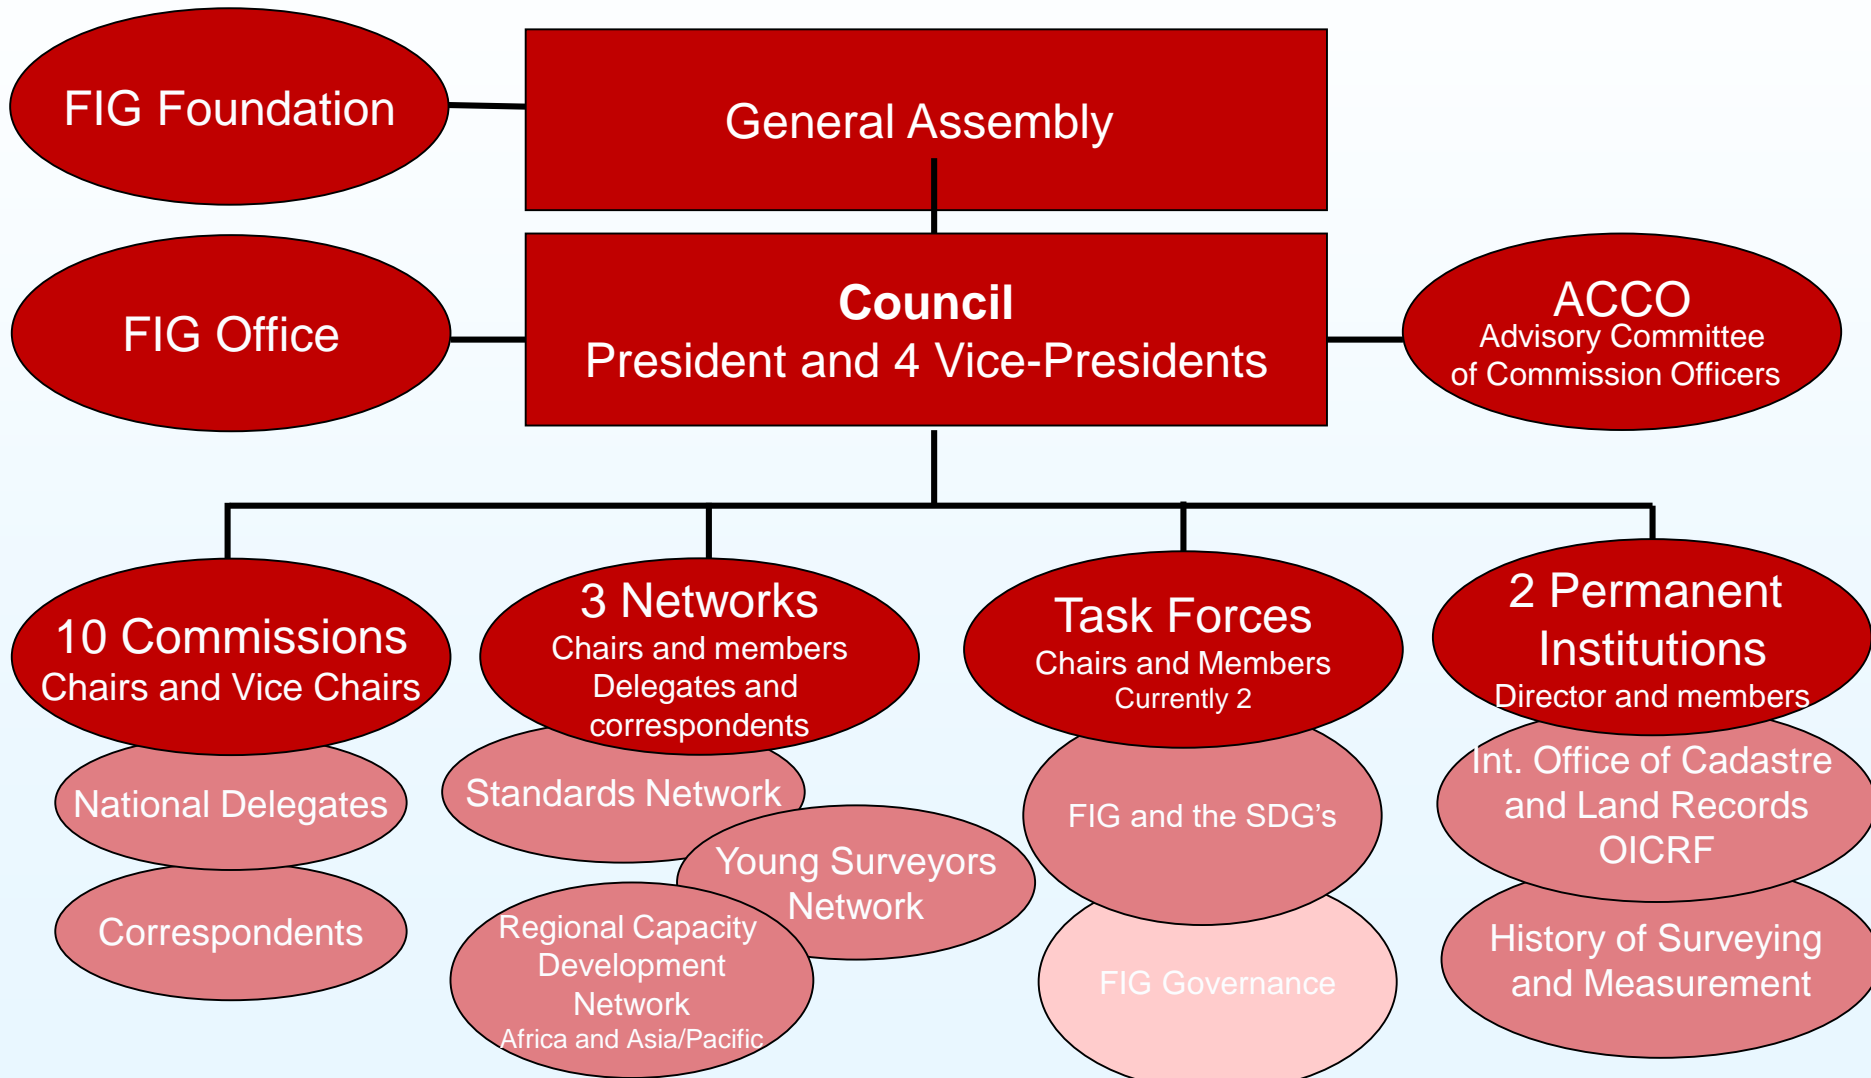 FIG Foundation
General Assembly
FIG Office
Council
President and 4 Vice-Presidents
ACCO
Advisory Committee
of Commission Officers
10 Commissions
Chairs and Vice Chairs
National Delegates
Correspondents
3 Networks
Chairs and members
Delegates and
correspondents
Standards Network
Young Surveyors
Network
Regional Capacity
Development
Network
Africa and Asia/Pacific
Task Forces
Chairs and Members
Currently 2
FIG and the SDG’s
FIG Governance
2 Permanent
Institutions
Director and members
Int. Office of Cadastre
and Land Records
OICRF
History of Surveying
and Measurement